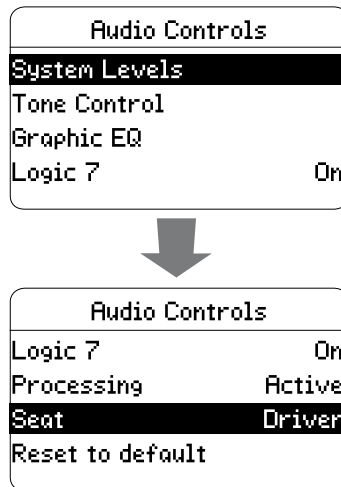 Audio Controls
System Levels
Tone Control
Graphic EQ
Logic 7 On
Audio Controls
Logic 7 On
Processing Active
Seat Driver
Reset to default